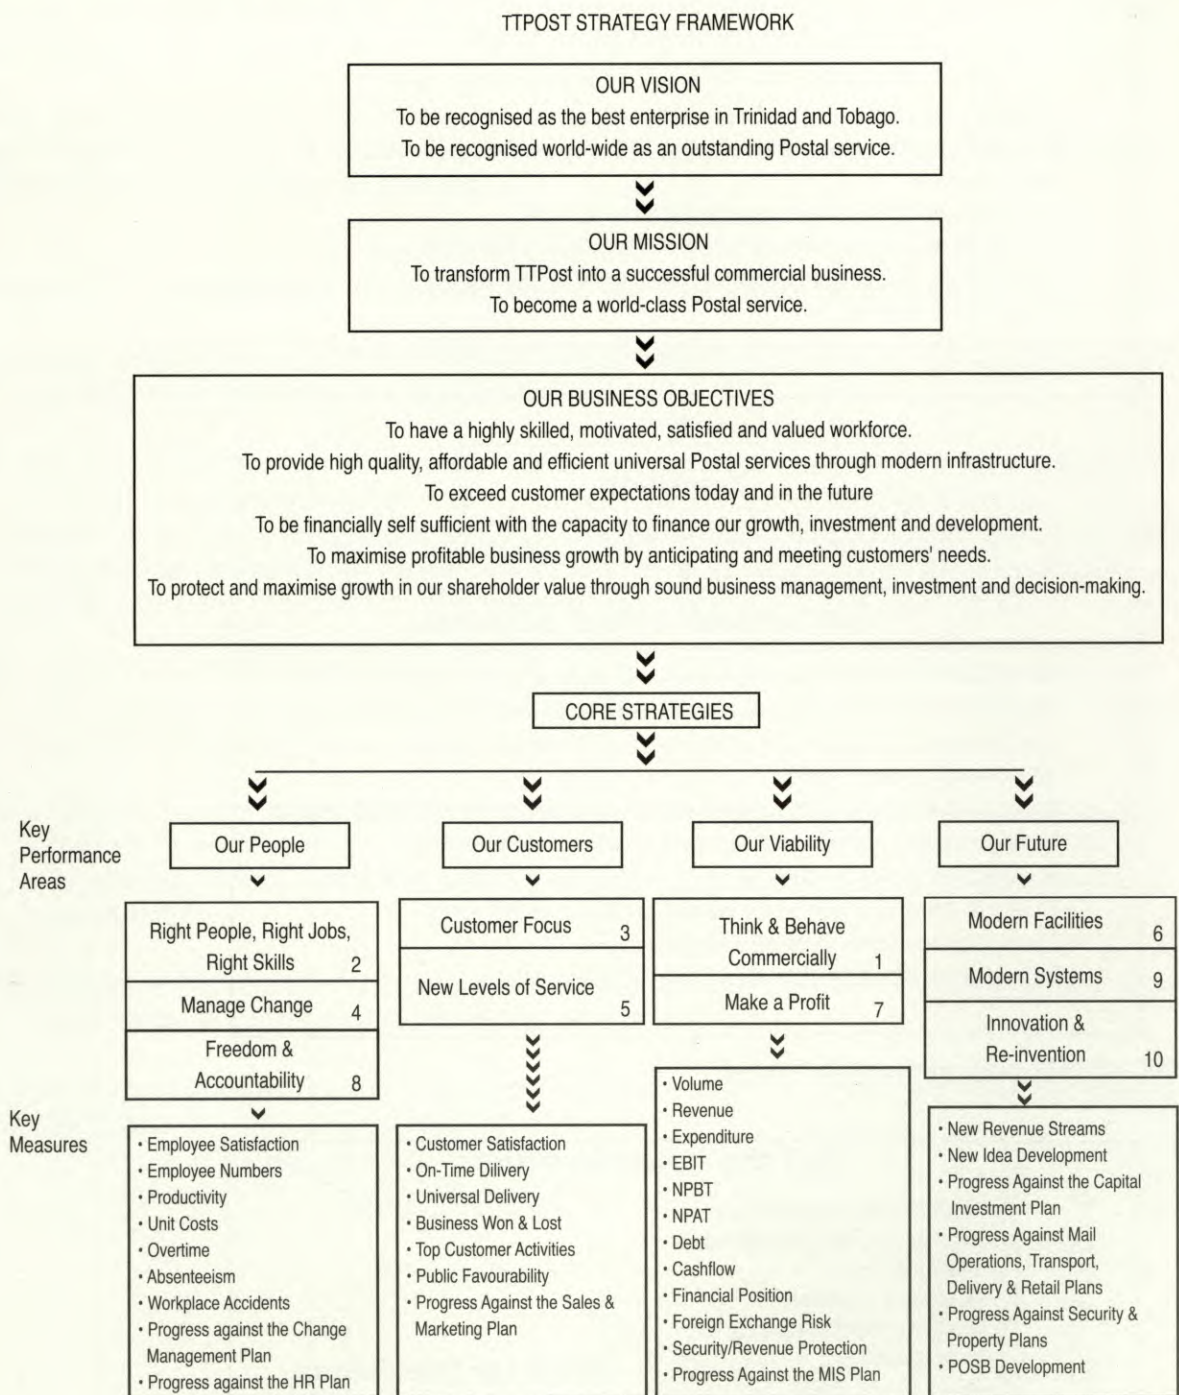 TTPOST STRATEGY FRAMEWORK
OUR VISION
To be recognised as the best enterprise in Trinidad and Tobago.
To be recognised world-wide as an outstanding Postal service.
OUR MISSION
To transform TTPost into a successful commercial business.
To become a world-class Postal service.
OUR BUSINESS OBJECTIVES
To have a highly skilled, motivated, satisfied and valued workforce.
To provide high quality, affordable and efficient universal Postal services through modern infrastructure.
To exceed customer expectations today and in the future
To be financially self sufficient with the capacity to finance our growth, investment and development.
To maximise profitable business growth by anticipating and meeting customers' needs.
To protect and maximise growth in our shareholder value through sound business management, investment and decision-making.
CORE STRATEGIES
Key
Performance
Areas
Our People
Right People, Right Jobs,
Right Skills 2
Manage Change 4
Freedom &
Accountability 8
Our Customers
Customer Focus 3
New Levels of Service 5
Our Viability
Think & Behave
Commercially 1
Make a Profit 7
Our Future
Modern Facilities 6
Modern Systems 9
Innovation &
Re-invention 10
Key
Measures
• Employee Satisfaction
• Employee Numbers
• Productivity
• Unit Costs
• Overtime
• Absenteeism
• Workplace Accidents
• Progress against the Change
Management Plan
• Progress against the HR Plan
• Customer Satisfaction
• On-Time Dilivery
• Universal Delivery
• Business Won & Lost
• Top Customer Activities
• Public Favourability
• Progress Against the Sales &
Marketing Plan
• Volume
• Revenue
• Expenditure
• EBIT
• NPBT
• NPAT
• Debt
• Cashflow
• Financial Position
• Foreign Exchange Risk
• Security/Revenue Protection
• Progress Against the MIS Plan
• New Revenue Streams
• New Idea Development
• Progress Against the Capital
Investment Plan
• Progress Against Mail
Operations, Transport,
Delivery & Retail Plans
• Progress Against Security &
Property Plans
• POSB Development